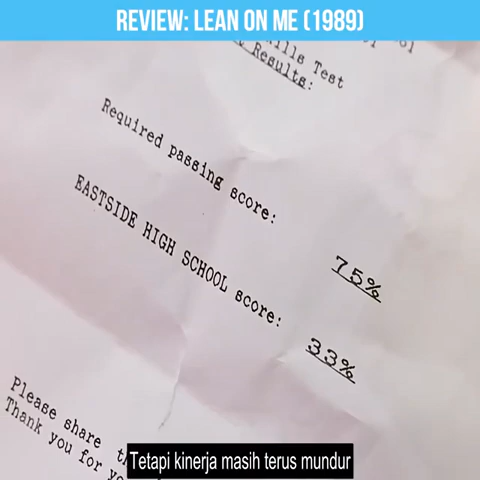 REVIEW: LEAN ON ME (1989)
Skills Test
Results:
Required passing score:
75%
EASTSIDE HIGH SCHOOL score:
33%
Please share
Thank you for
Tetapi kinerja masih terus mundur